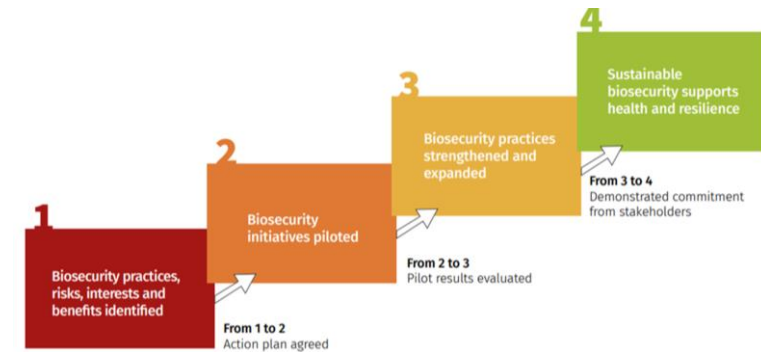 1
Biosecurity practices,
risks, interests and
benefits identified
From 1 to 2
Action plan agreed
2
Biosecurity
initiatives piloted
From 2 to 3
Pilot results evaluated
3
Biosecurity practices
strengthened and
expanded
From 3 to 4
Demonstrated commitment
from stakeholders
4
Sustainable
biosecurity supports
health and resilience